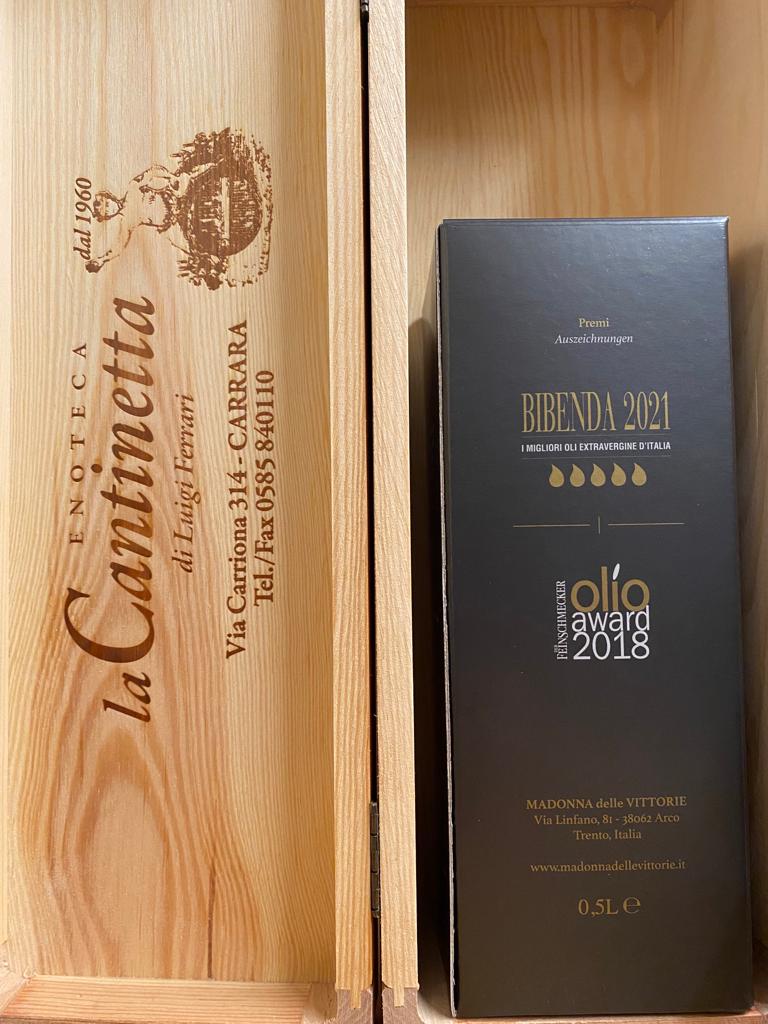 ENOTECA
dal 1960
la Cantinetta
di Luigi Ferrari
Via Carriona 314 - CARRARA
Tel./Fax 0585 840110
Premi
Auszeichnungen
BIBENDA 2021
I MIGLIORI OLI EXTRAVERGINE D'ITALIA
DER
FEINSCHMECKER
olio
award
2018
MADONNA delle VITTORIE
Via Linfano, 81 - 38062 Arco
Trento, Italia
www.madonnadellevittorie.it
0,5L ℮